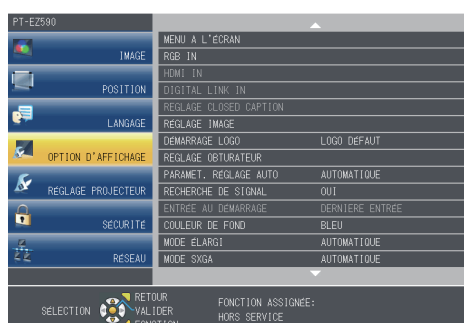 PT-EZ590
IMAGE
POSITION
LANGAGE
OPTION D'AFFICHAGE
RÉGLAGE PROJECTEUR
SÉCURITÉ
RÉSEAU
MENU À L'ÉCRAN
RGB IN
HDMI IN
DIGITAL LINK IN
RÉGLAGE CLOSED CAPTION
RÉGLAGE IMAGE
DÉMARRAGE LOGO LOGO DÉFAUT
RÉGLAGE OBTURATEUR
PARAMET. RÉGLAGE AUTO AUTOMATIQUE
RECHERCHE DE SIGNAL OUI
ENTRÉE AU DÉMARRAGE DERNIÈRE ENTRÉE
COULEUR DE FOND BLEU
MODE ÉLARGI AUTOMATIQUE
MODE SXGA AUTOMATIQUE
SÉLECTION
RETOUR
VALIDER
FONCTION
FONCTION ASSIGNÉE:
HORS SERVICE